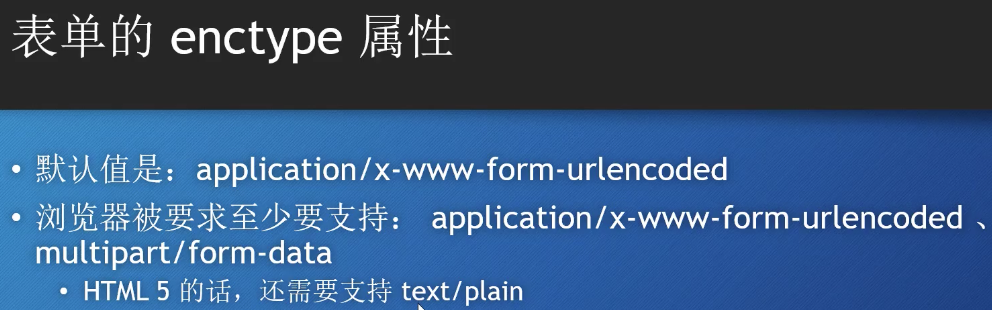 表单的 enctype 属性
• 默认值是：application/x-www-form-urlencoded
• 浏览器被要求至少要支持： application/x-www-form-urlencoded 、
multipart/form-data
• HTML 5 的话，还需要支持 text/plain